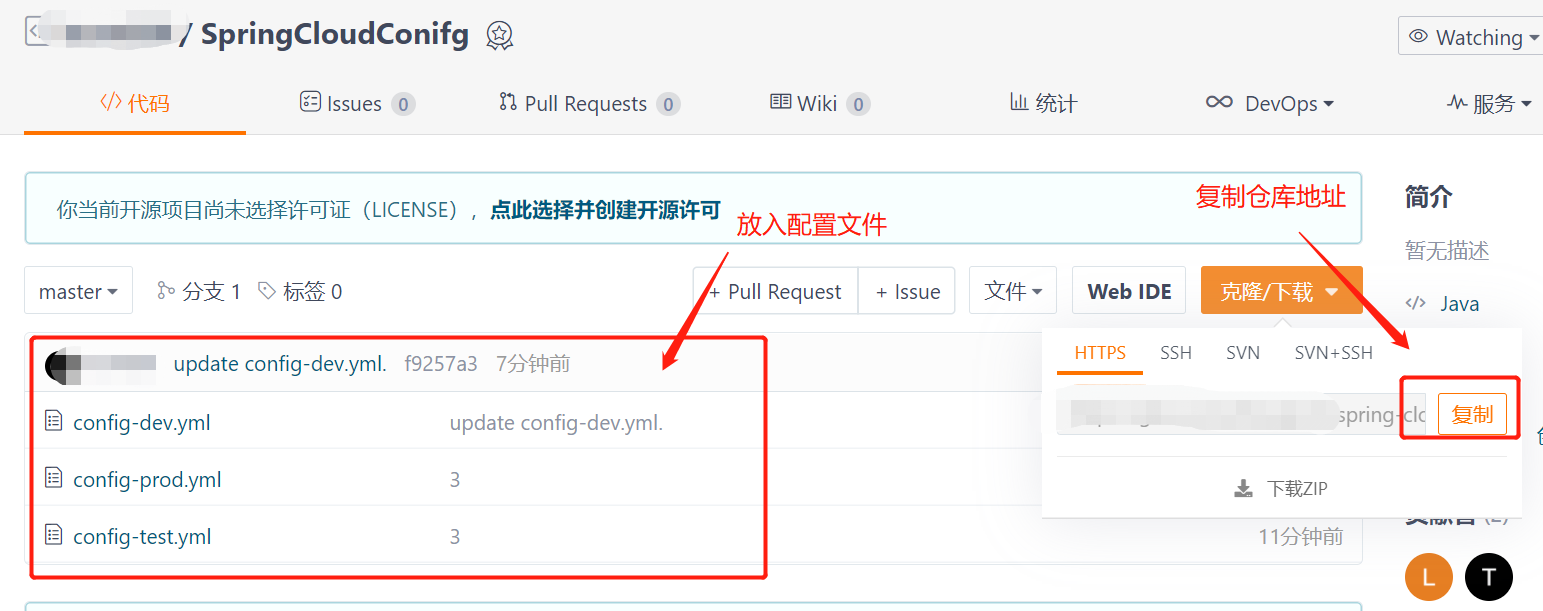 / SpringCloudConifg
Watching
代码
Issues 0
Pull Requests 0
Wiki 0
统计
DevOps
服务
你当前开源项目尚未选择许可证（LICENSE），点此选择并创建开源许可
放入配置文件
复制仓库地址
简介
暂无描述
master
分支 1
标签 0
+ Pull Request
+ Issue
文件
Web IDE
克隆/下载
</> Java
HTTPS SSH SVN SVN+SSH
update config-dev.yml. f9257a3 7分钟前
spring-clo
复制
config-dev.yml update config-dev.yml.
config-prod.yml 3
下载ZIP
config-test.yml 3 11分钟前
L T